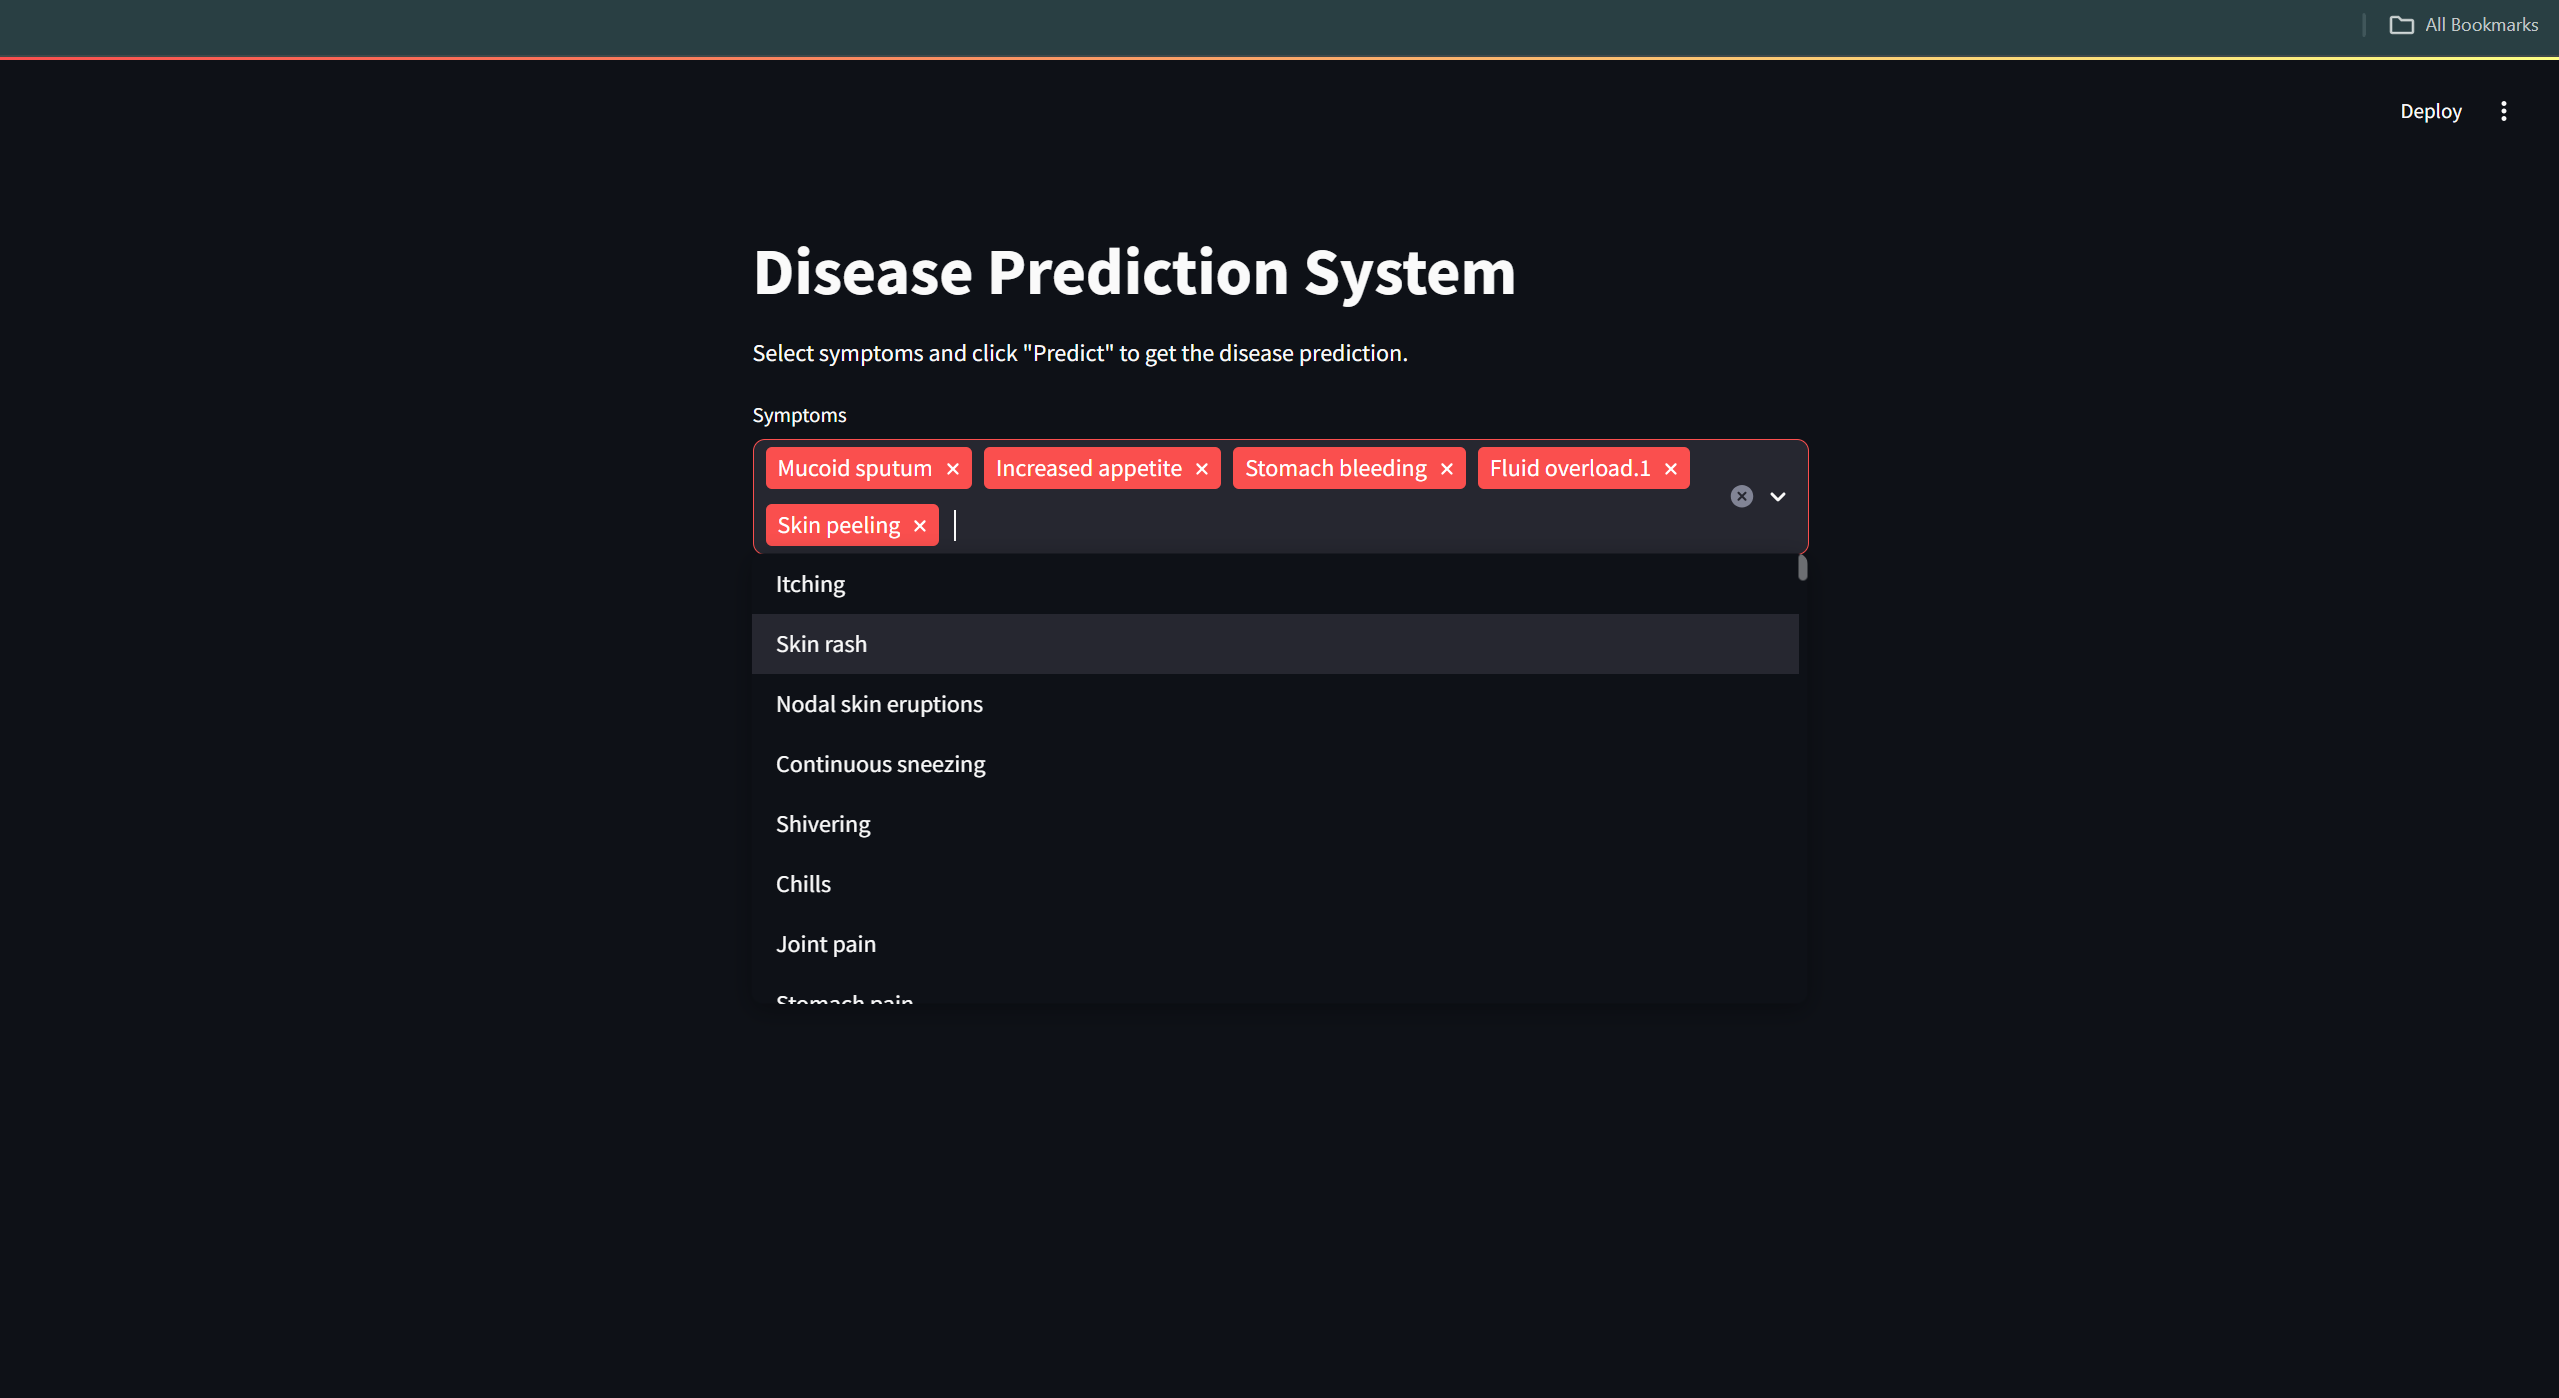 All Bookmarks
Deploy
Disease Prediction System
Select symptoms and click "Predict" to get the disease prediction.
Symptoms
Mucoid sputum Increased appetite Stomach bleeding Fluid overload.1
Skin peeling
Itching
Skin rash
Nodal skin eruptions
Continuous sneezing
Shivering
Chills
Joint pain
Stomach pain